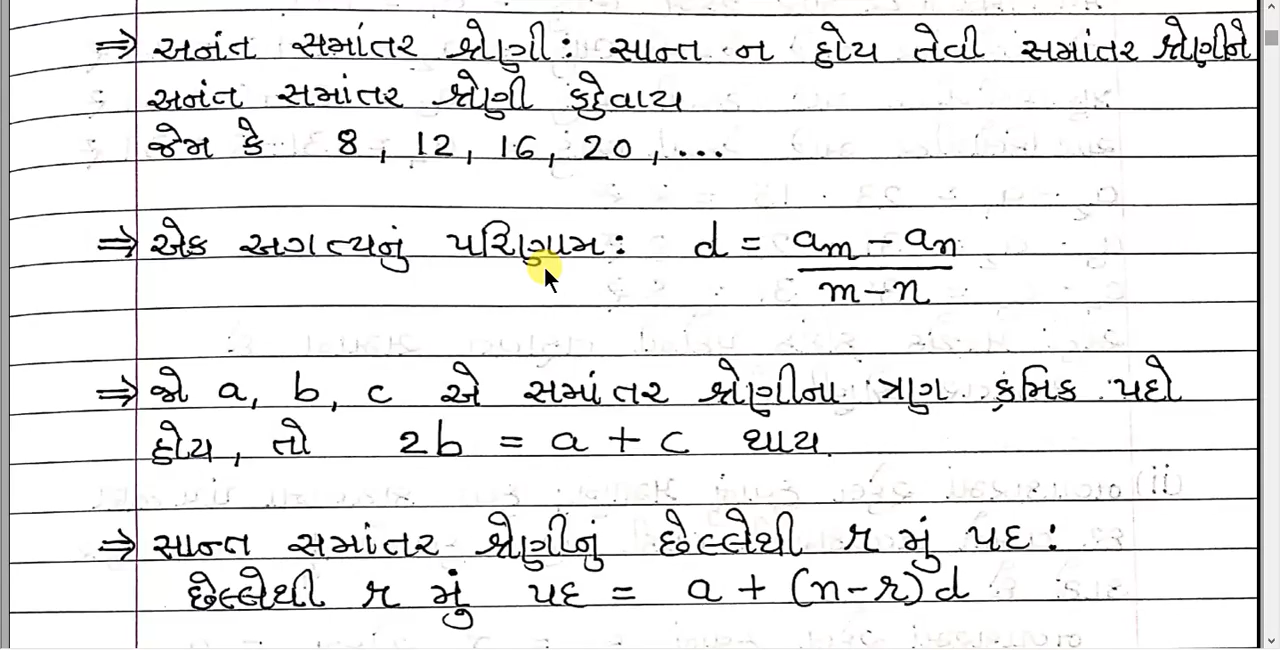 ⇒ અનંત સમાંતર શ્રેણી: સાન્ત ન હોય તેવી સમાંતર શ્રેણીને
અનંત સમાંતર શ્રેણી કહેવાય
જેમ કે 8, 12, 16, 20, ...
⇒ એક અગત્યનું પરિણામ: d = am - an
m - n
⇒ જો a, b, c એ સમાંતર શ્રેણીના ત્રણ ક્રમિક પદો
હોય, તો 2b = a + c થાય.
⇒ સાન્ત સમાંતર શ્રેણીનું છેલ્લેથી r મું પદ:
છેલ્લેથી r મું પદ = a + (n-r)d